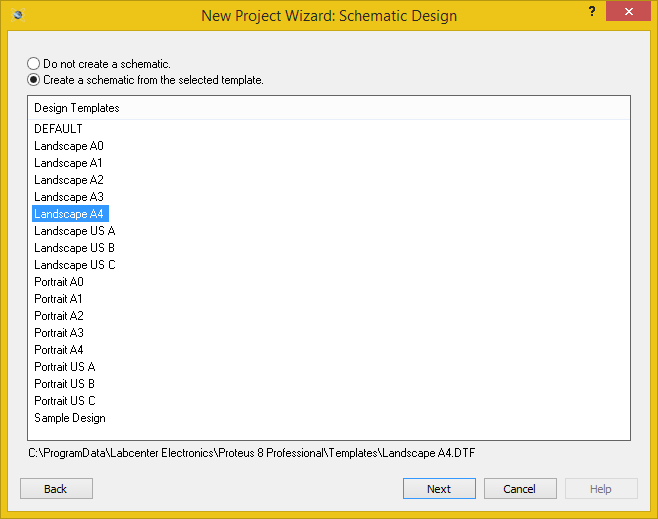 New Project Wizard: Schematic Design
?
Do not create a schematic.
Create a schematic from the selected template.
Design Templates
DEFAULT
Landscape A0
Landscape A1
Landscape A2
Landscape A3
Landscape A4
Landscape US A
Landscape US B
Landscape US C
Portrait A0
Portrait A1
Portrait A2
Portrait A3
Portrait A4
Portrait US A
Portrait US B
Portrait US C
Sample Design
C:\ProgramData\Labcenter Electronics\Proteus 8 Professional\Templates\Landscape A4.DTF
Back Next Cancel Help